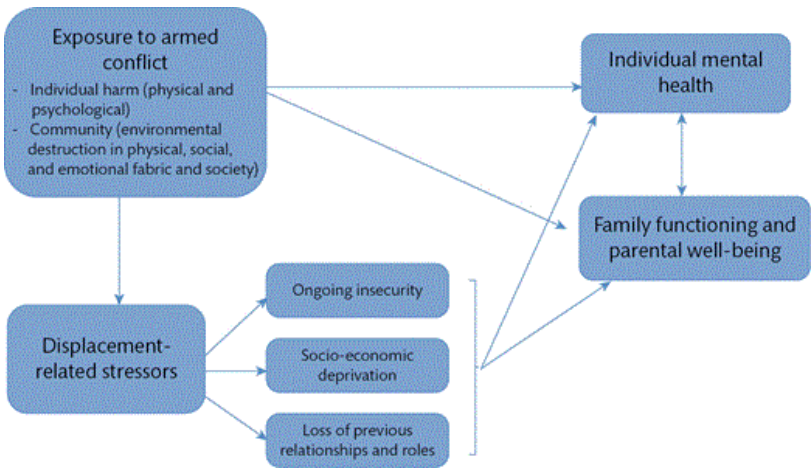 Exposure to armed
conflict
- Individual harm (physical and
psychological)
- Community (environmental
destruction in physical, social,
and emotional fabric and society)
Individual mental
health
Family functioning and
parental well-being
Displacement-
related stressors
Ongoing insecurity
Socio-economic
deprivation
Loss of previous
relationships and roles